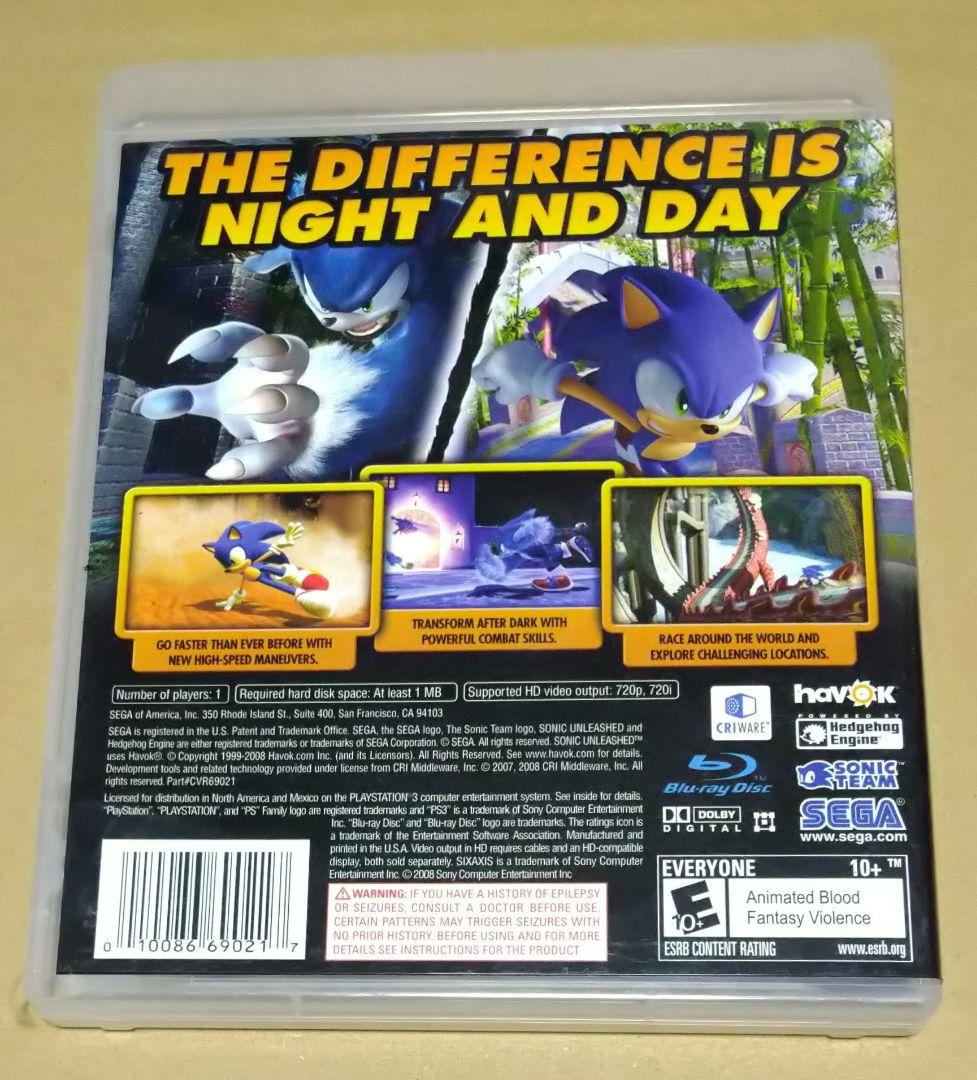 THE DIFFERENCE IS
NIGHT AND DAY
GO FASTER THAN EVER BEFORE WITH
NEW HIGH-SPEED MANEUVERS.
TRANSFORM AFTER DARK WITH
POWERFUL COMBAT SKILLS.
RACE AROUND THE WORLD AND
EXPLORE CHALLENGING LOCATIONS.
Number of players: 1
Required hard disk space: At least 1 MB
Supported HD video output: 720p, 720i
SEGA of America, Inc. 350 Rhode Island St., Suite 400, San Francisco, CA 94103
SEGA is registered in the U.S. Patent and Trademark Office. SEGA, the SEGA logo, The Sonic Team logo, SONIC UNLEASHED and
Hedgehog Engine are either registered trademarks or trademarks of SEGA Corporation. © SEGA. All rights reserved. SONIC UNLEASHED™
uses Havok®. © Copyright 1999-2008 Havok.com Inc. (and its Licensors). All Rights Reserved. See www.havok.com for details.
Development tools and related technology provided under license from CRI Middleware, Inc. © 2007, 2008 CRI Middleware, Inc. All
rights reserved. Part#CVR69021
Licensed for distribution in North America and Mexico on the PLAYSTATION®3 computer entertainment system. See inside for details.
"PlayStation", "PLAYSTATION", and "PS" Family logo are registered trademarks and "PS3" is a trademark of Sony Computer Entertainment
Inc. "Blu-ray Disc" and "Blu-ray Disc" logo are trademarks. The ratings icon is
a trademark of the Entertainment Software Association. Manufactured and
printed in the U.S.A. Video output in HD requires cables and an HD-compatible
display, both sold separately. SIXAXIS is a trademark of Sony Computer
Entertainment Inc. © 2008 Sony Computer Entertainment Inc
CRIWARE™
havok
POWERED BY
Hedgehog
Engine
Blu-ray Disc™
SONIC
TEAM™
DOLBY
DIGITAL
SEGA®
www.sega.com
0 10086 69021 7
WARNING: IF YOU HAVE A HISTORY OF EPILEPSY
OR SEIZURES, CONSULT A DOCTOR BEFORE USE.
CERTAIN PATTERNS MAY TRIGGER SEIZURES WITH
NO PRIOR HISTORY. BEFORE USING AND FOR MORE
DETAILS SEE INSTRUCTIONS FOR THE PRODUCT.
EVERYONE 10+ ™
E
10+
Animated Blood
Fantasy Violence
ESRB CONTENT RATING www.esrb.org